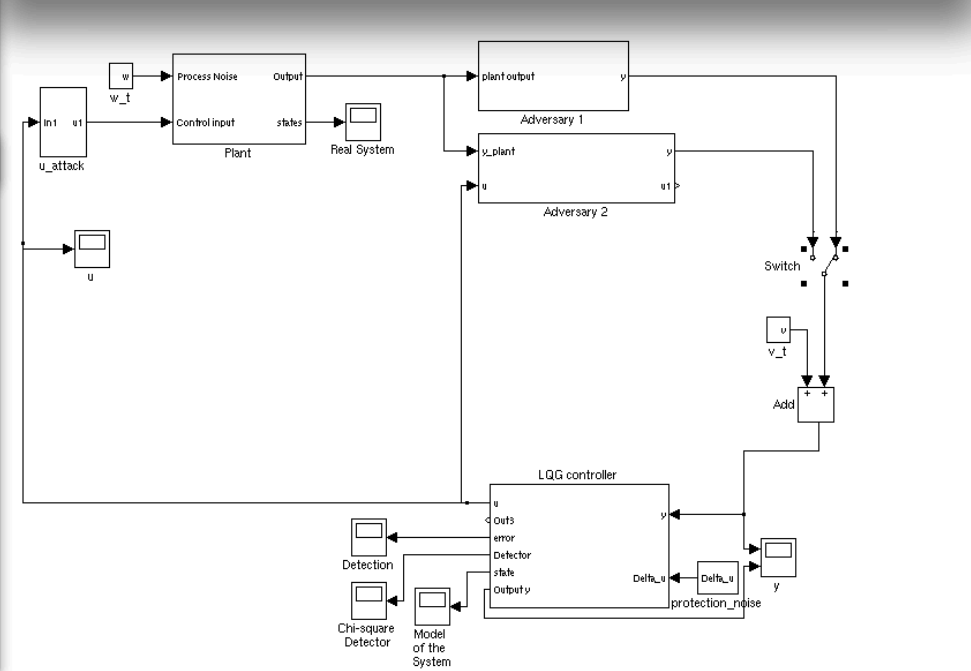 w
w_t
In1 u1
u_attack
Process Noise Output
Control input states
Plant
Real System
plant output y
Adversary 1
y_plant y
u u1
Adversary 2
u
Switch
v
v_t
+ +
Add
LQG controller
u
Out3
error
Detector
state
Output y
y
Delta_u
Delta_u
protection_noise
y
Detection
Chi-square
Detector
Model
of the
System